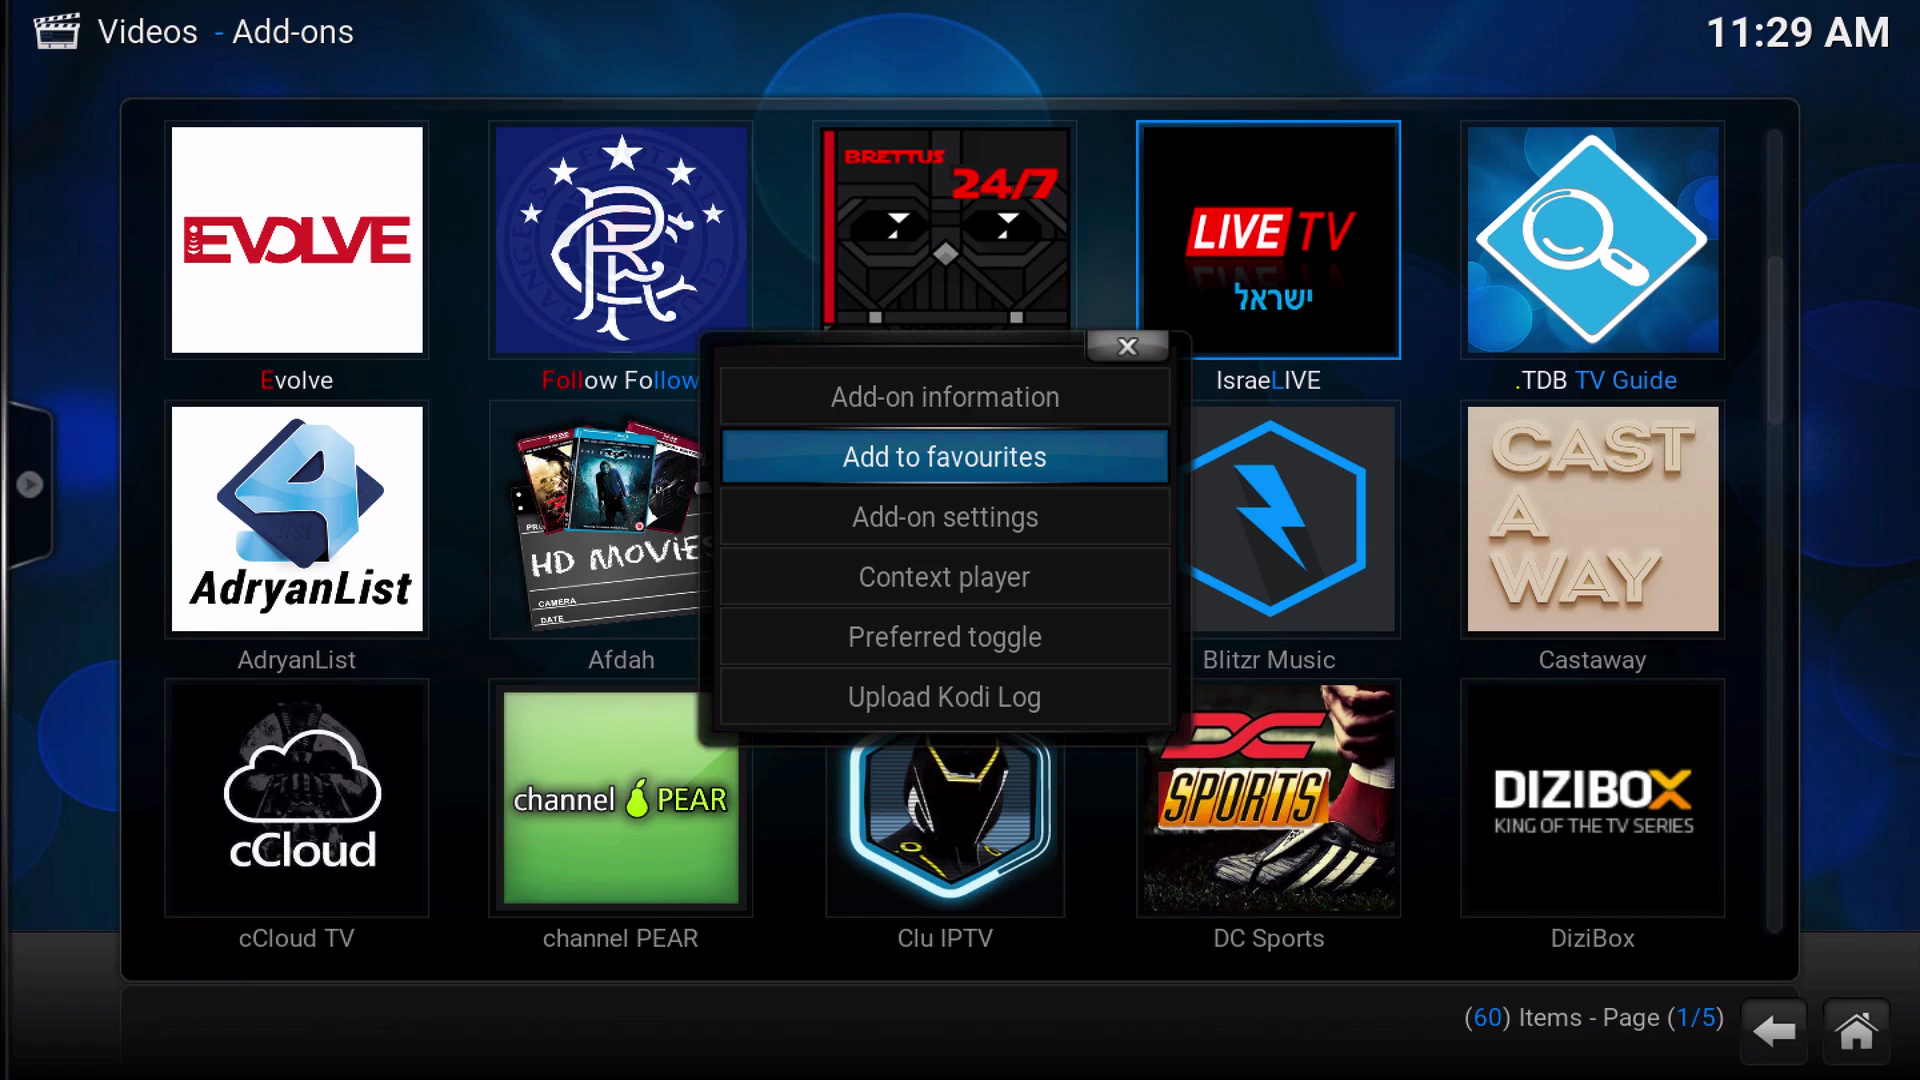 Videos - Add-ons
11:29 AM
EVOLVE
BRETTUS
24/7
LIVE TV
ישראל
Evolve
Follow Follow
IsraeLIVE
.TDB TV Guide
Add-on information
Add to favourites
Add-on settings
Context player
Preferred toggle
Upload Kodi Log
list
AdryanList
HD MOVIES
CAMERA
DATE
CAST
A
WAY
AdryanList
Afdah
Blitzr Music
Castaway
cCloud
channel PEAR
DC
SPORTS
DIZIBOX
KING OF THE TV SERIES
cCloud TV
channel PEAR
Clu IPTV
DC Sports
DiziBox
(60) Items - Page (1/5)